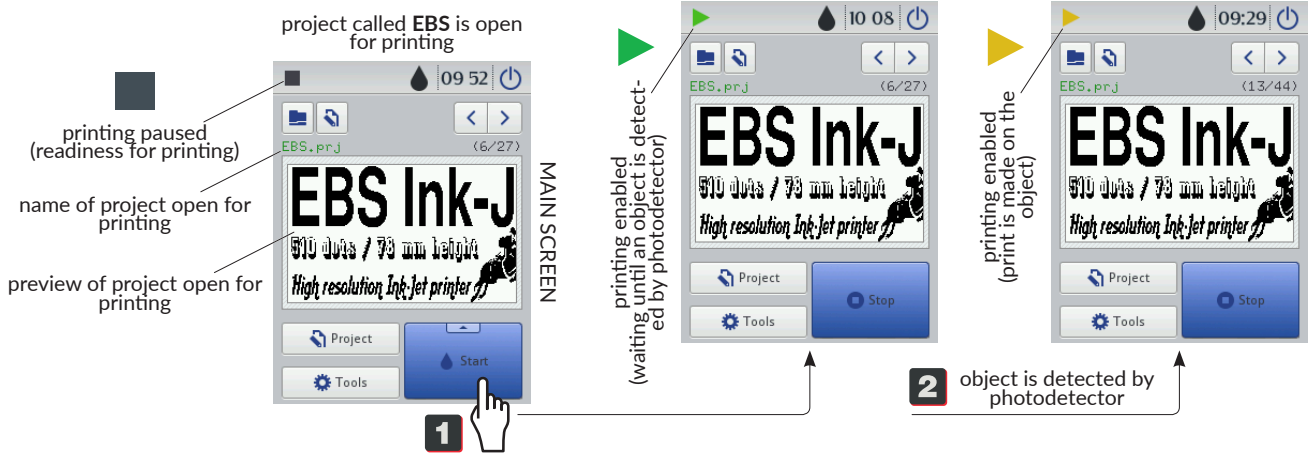 project called EBS is open
for printing
printing paused
(readiness for printing)
name of project open for
printing
preview of project open for
printing
09 52
EBS.prj
(6/27)
EBS Ink-J
510 dots / 73 mm height
High resolution Ink-Jet printer
Project
Tools
Start
MAIN SCREEN
1
printing enabled
(waiting until an object is detect-
ed by photodetector)
10 08
EBS.prj
(6/27)
EBS Ink-J
510 dots / 73 mm height
High resolution Ink-Jet printer
Project
Tools
Stop
2
object is detected by
photodetector
printing enabled
(print is made on the
object)
09:29
EBS.prj
(13/44)
EBS Ink-J
510 dots / 73 mm height
High resolution Ink-Jet printer
Project
Tools
Stop